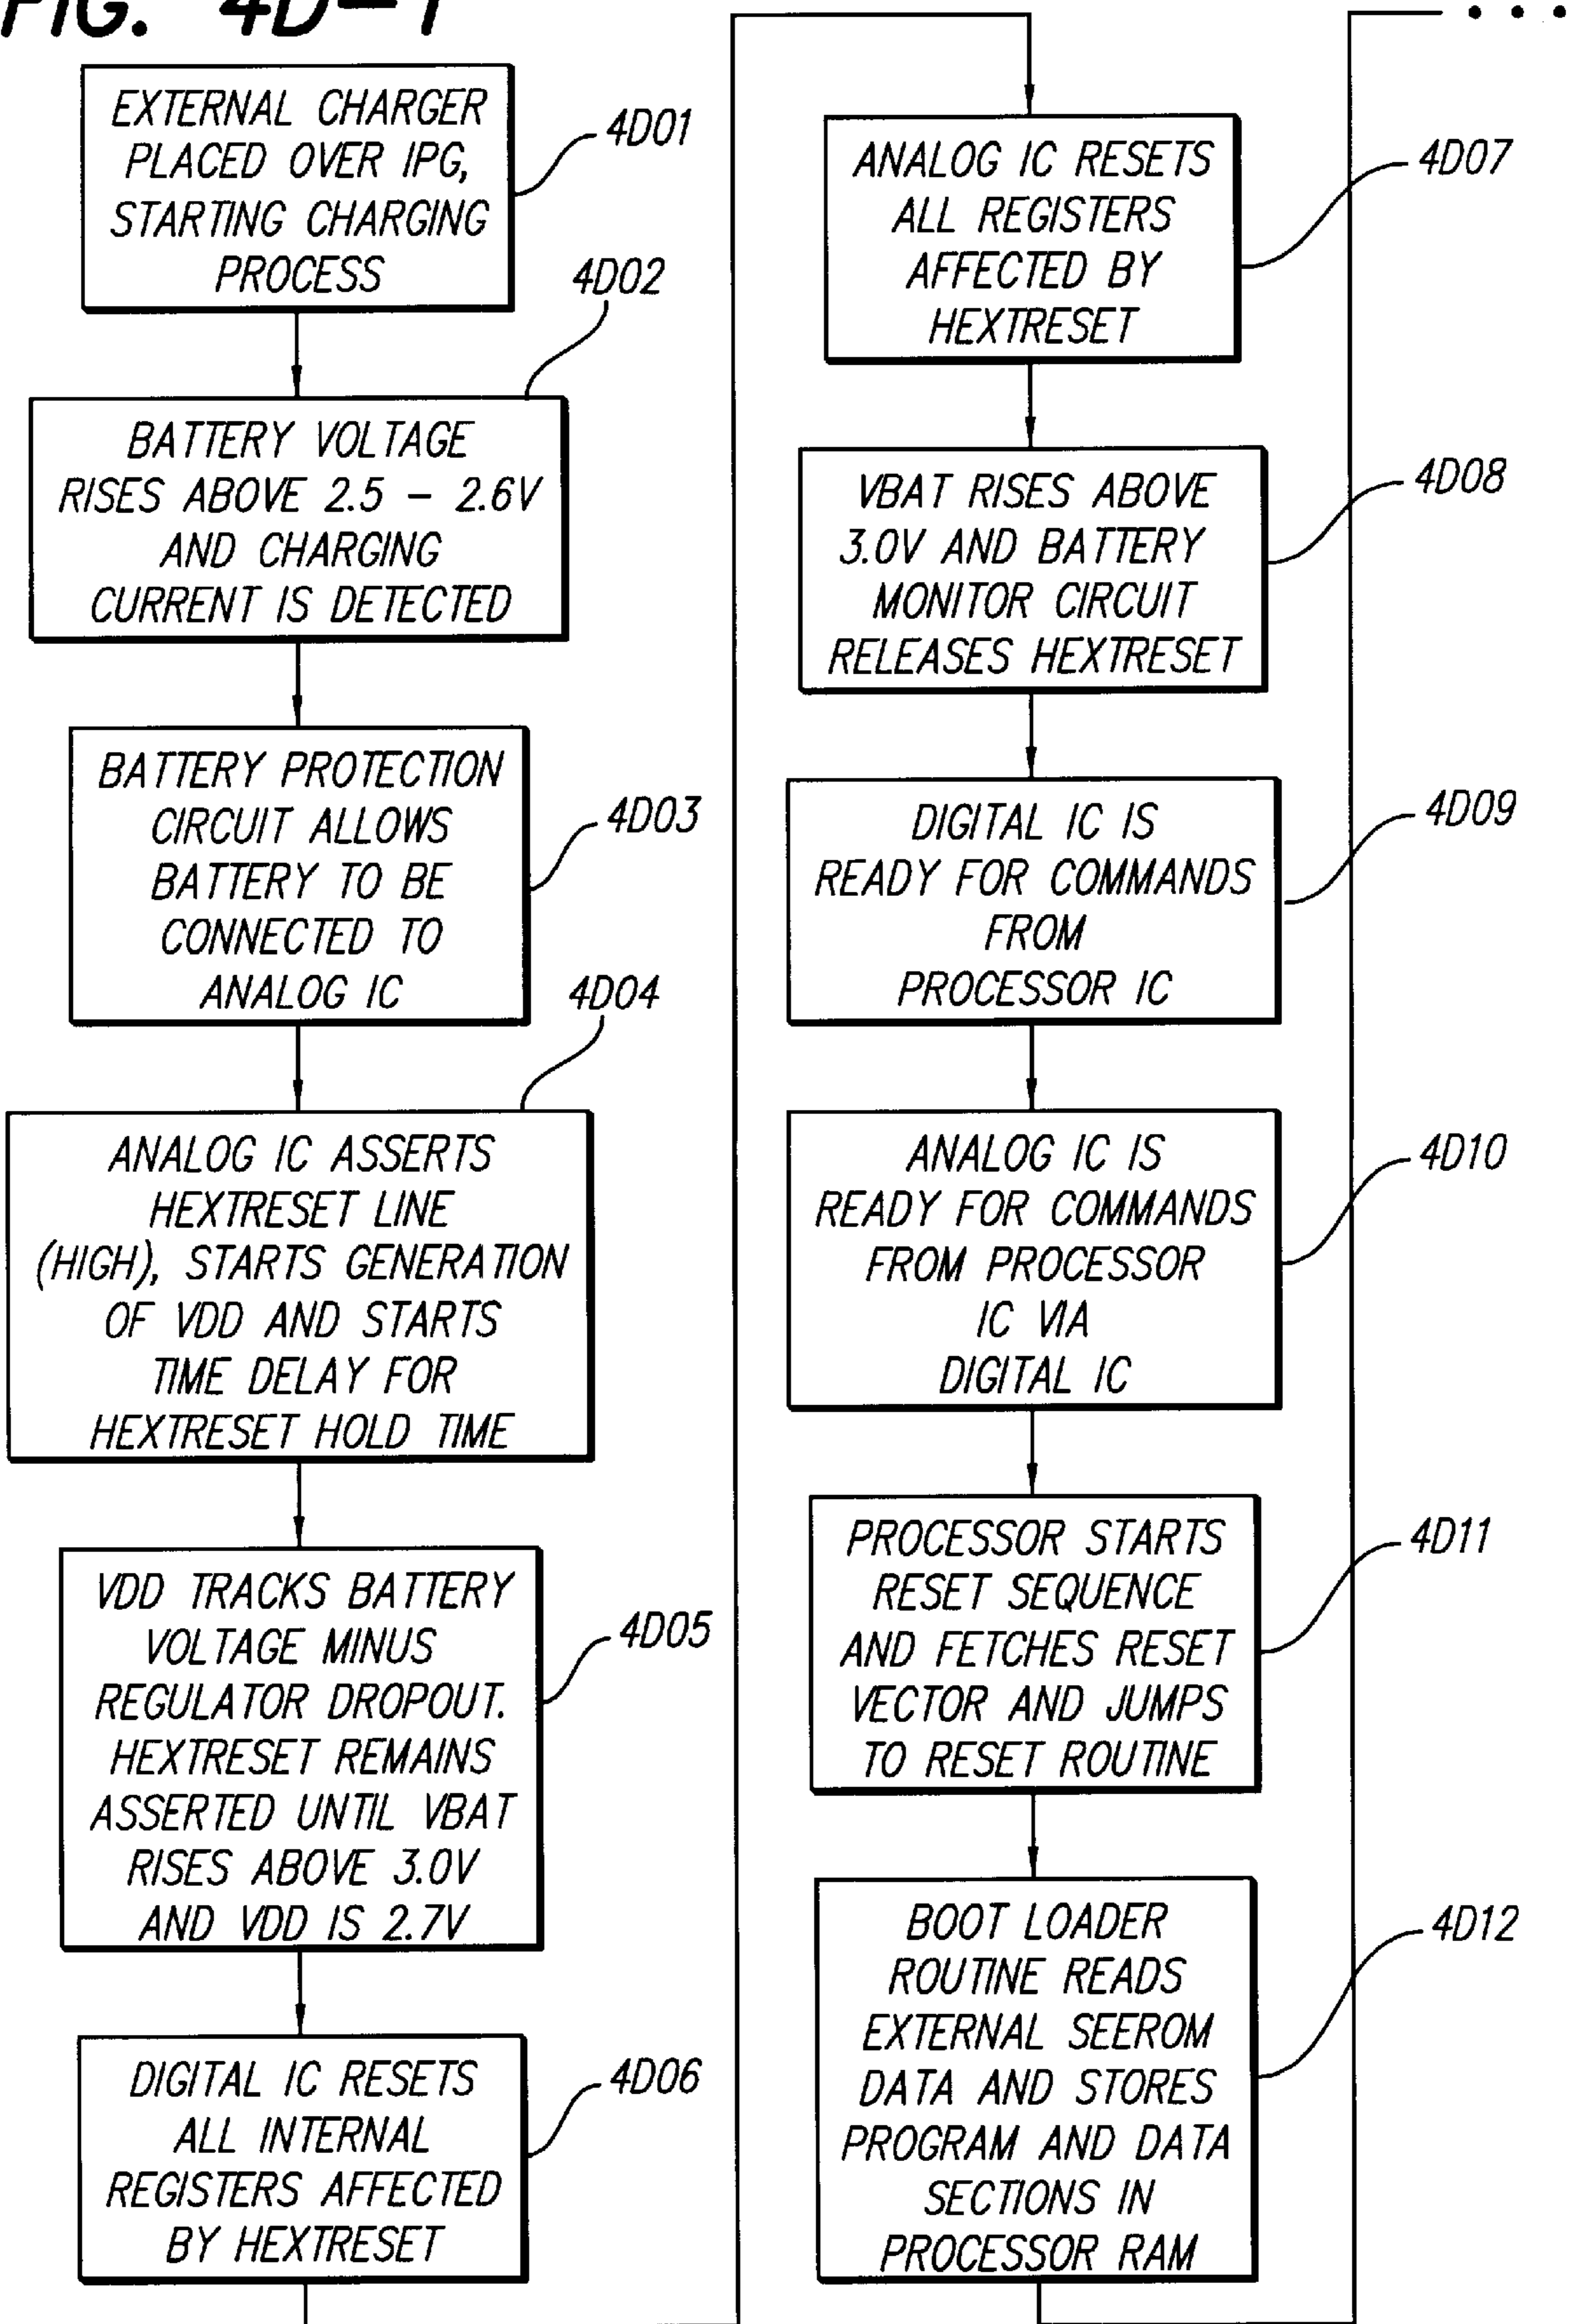 FIG. 4D-1
EXTERNAL CHARGER
PLACED OVER IPG,
STARTING CHARGING
PROCESS
4D01
BATTERY VOLTAGE
RISES ABOVE 2.5 - 2.6V
AND CHARGING
CURRENT IS DETECTED
4D02
BATTERY PROTECTION
CIRCUIT ALLOWS
BATTERY TO BE
CONNECTED TO
ANALOG IC
4D03
ANALOG IC ASSERTS
HEXTRESET LINE
(HIGH), STARTS GENERATION
OF VDD AND STARTS
TIME DELAY FOR
HEXTRESET HOLD TIME
4D04
VDD TRACKS BATTERY
VOLTAGE MINUS
REGULATOR DROPOUT.
HEXTRESET REMAINS
ASSERTED UNTIL VBAT
RISES ABOVE 3.0V
AND VDD IS 2.7V
4D05
DIGITAL IC RESETS
ALL INTERNAL
REGISTERS AFFECTED
BY HEXTRESET
4D06
ANALOG IC RESETS
ALL REGISTERS
AFFECTED BY
HEXTRESET
4D07
VBAT RISES ABOVE
3.0V AND BATTERY
MONITOR CIRCUIT
RELEASES HEXTRESET
4D08
DIGITAL IC IS
READY FOR COMMANDS
FROM
PROCESSOR IC
4D09
ANALOG IC IS
READY FOR COMMANDS
FROM PROCESSOR
IC VIA
DIGITAL IC
4D10
PROCESSOR STARTS
RESET SEQUENCE
AND FETCHES RESET
VECTOR AND JUMPS
TO RESET ROUTINE
4D11
BOOT LOADER
ROUTINE READS
EXTERNAL SEEROM
DATA AND STORES
PROGRAM AND DATA
SECTIONS IN
PROCESSOR RAM
4D12